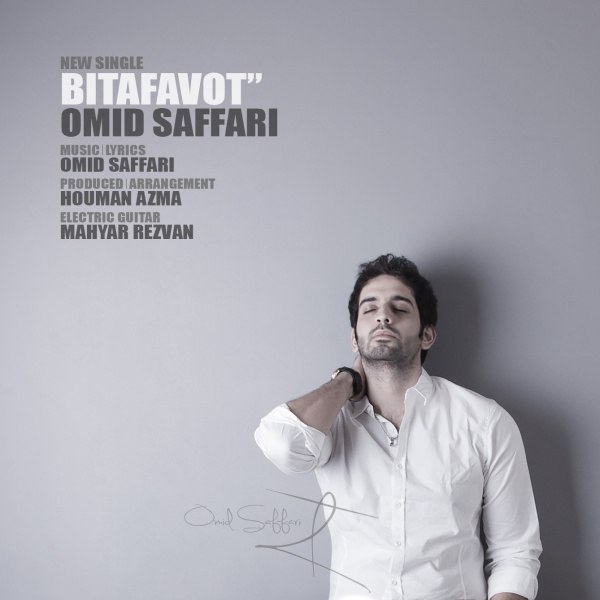 NEW SINGLE
BITAFAVOT”
OMID SAFFARI
MUSIC|LYRICS
OMID SAFFARI
PRODUCED|ARRANGEMENT
HOUMAN AZMA
ELECTRIC GUITAR
MAHYAR REZVAN
Omid Saffari